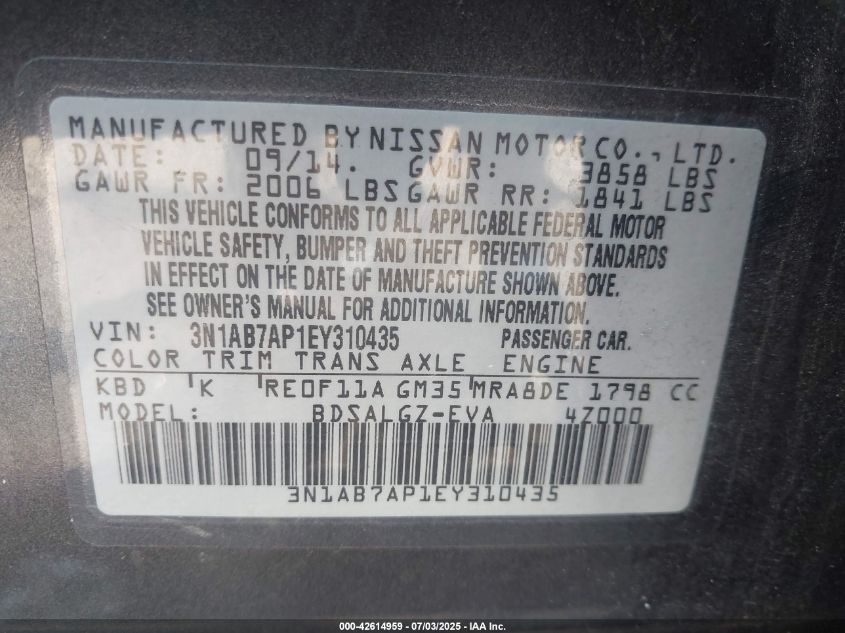 MANUFACTURED BY NISSAN MOTOR CO., LTD.
DATE: 09/14. GVWR: 3858 LBS
GAWR FR: 2006 LBS GAWR RR: 1841 LBS
THIS VEHICLE CONFORMS TO ALL APPLICABLE FEDERAL MOTOR
VEHICLE SAFETY, BUMPER AND THEFT PREVENTION STANDARDS
IN EFFECT ON THE DATE OF MANUFACTURE SHOWN ABOVE.
SEE OWNER'S MANUAL FOR ADDITIONAL INFORMATION.
VIN: 3N1AB7AP1EY310435 PASSENGER CAR.
COLOR TRIM TRANS AXLE ENGINE
KBD K RE0F11A GM35 MRA8DE 1798 CC
MODEL: BDSALGZ-EVA 4Z000
3N1AB7AP1EY310435
000-42614959 - 07/03/2025 - IAA Inc.